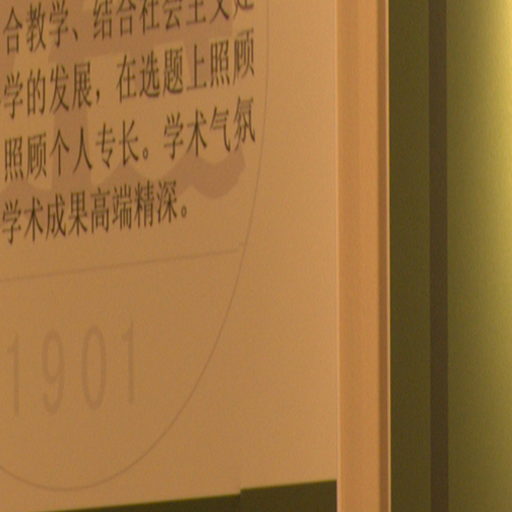 合教学、结合社会主义建
学的发展，在选题上照顾
照顾个人专长。学术气氛
学术成果高端精深。
1901